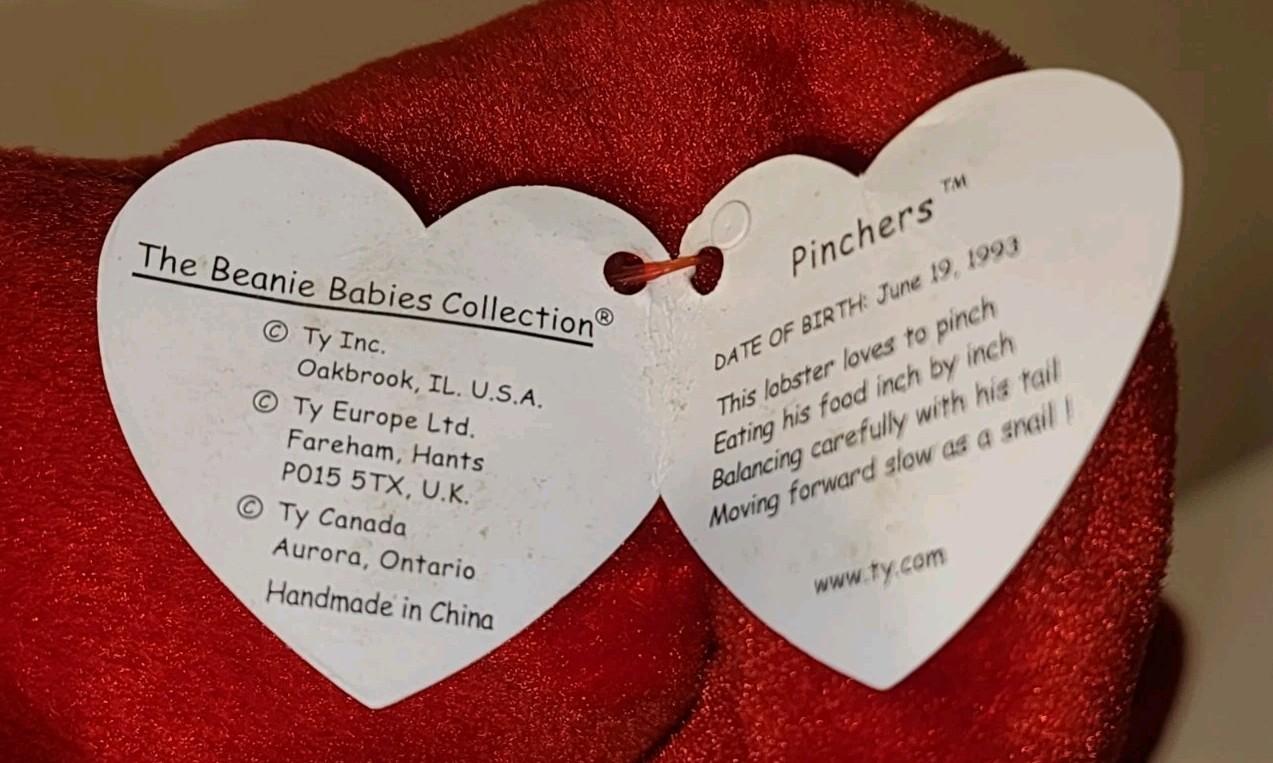 The Beanie Babies Collection®
© Ty Inc.
Oakbrook, IL. U.S.A.
© Ty Europe Ltd.
Fareham, Hants
PO15 5TX, U.K.
© Ty Canada
Aurora, Ontario
Handmade in China
Pinchers™
DATE OF BIRTH: June 19, 1993
This lobster loves to pinch
Eating his food inch by inch
Balancing carefully with his tail
Moving forward slow as a snail !
www.ty.com